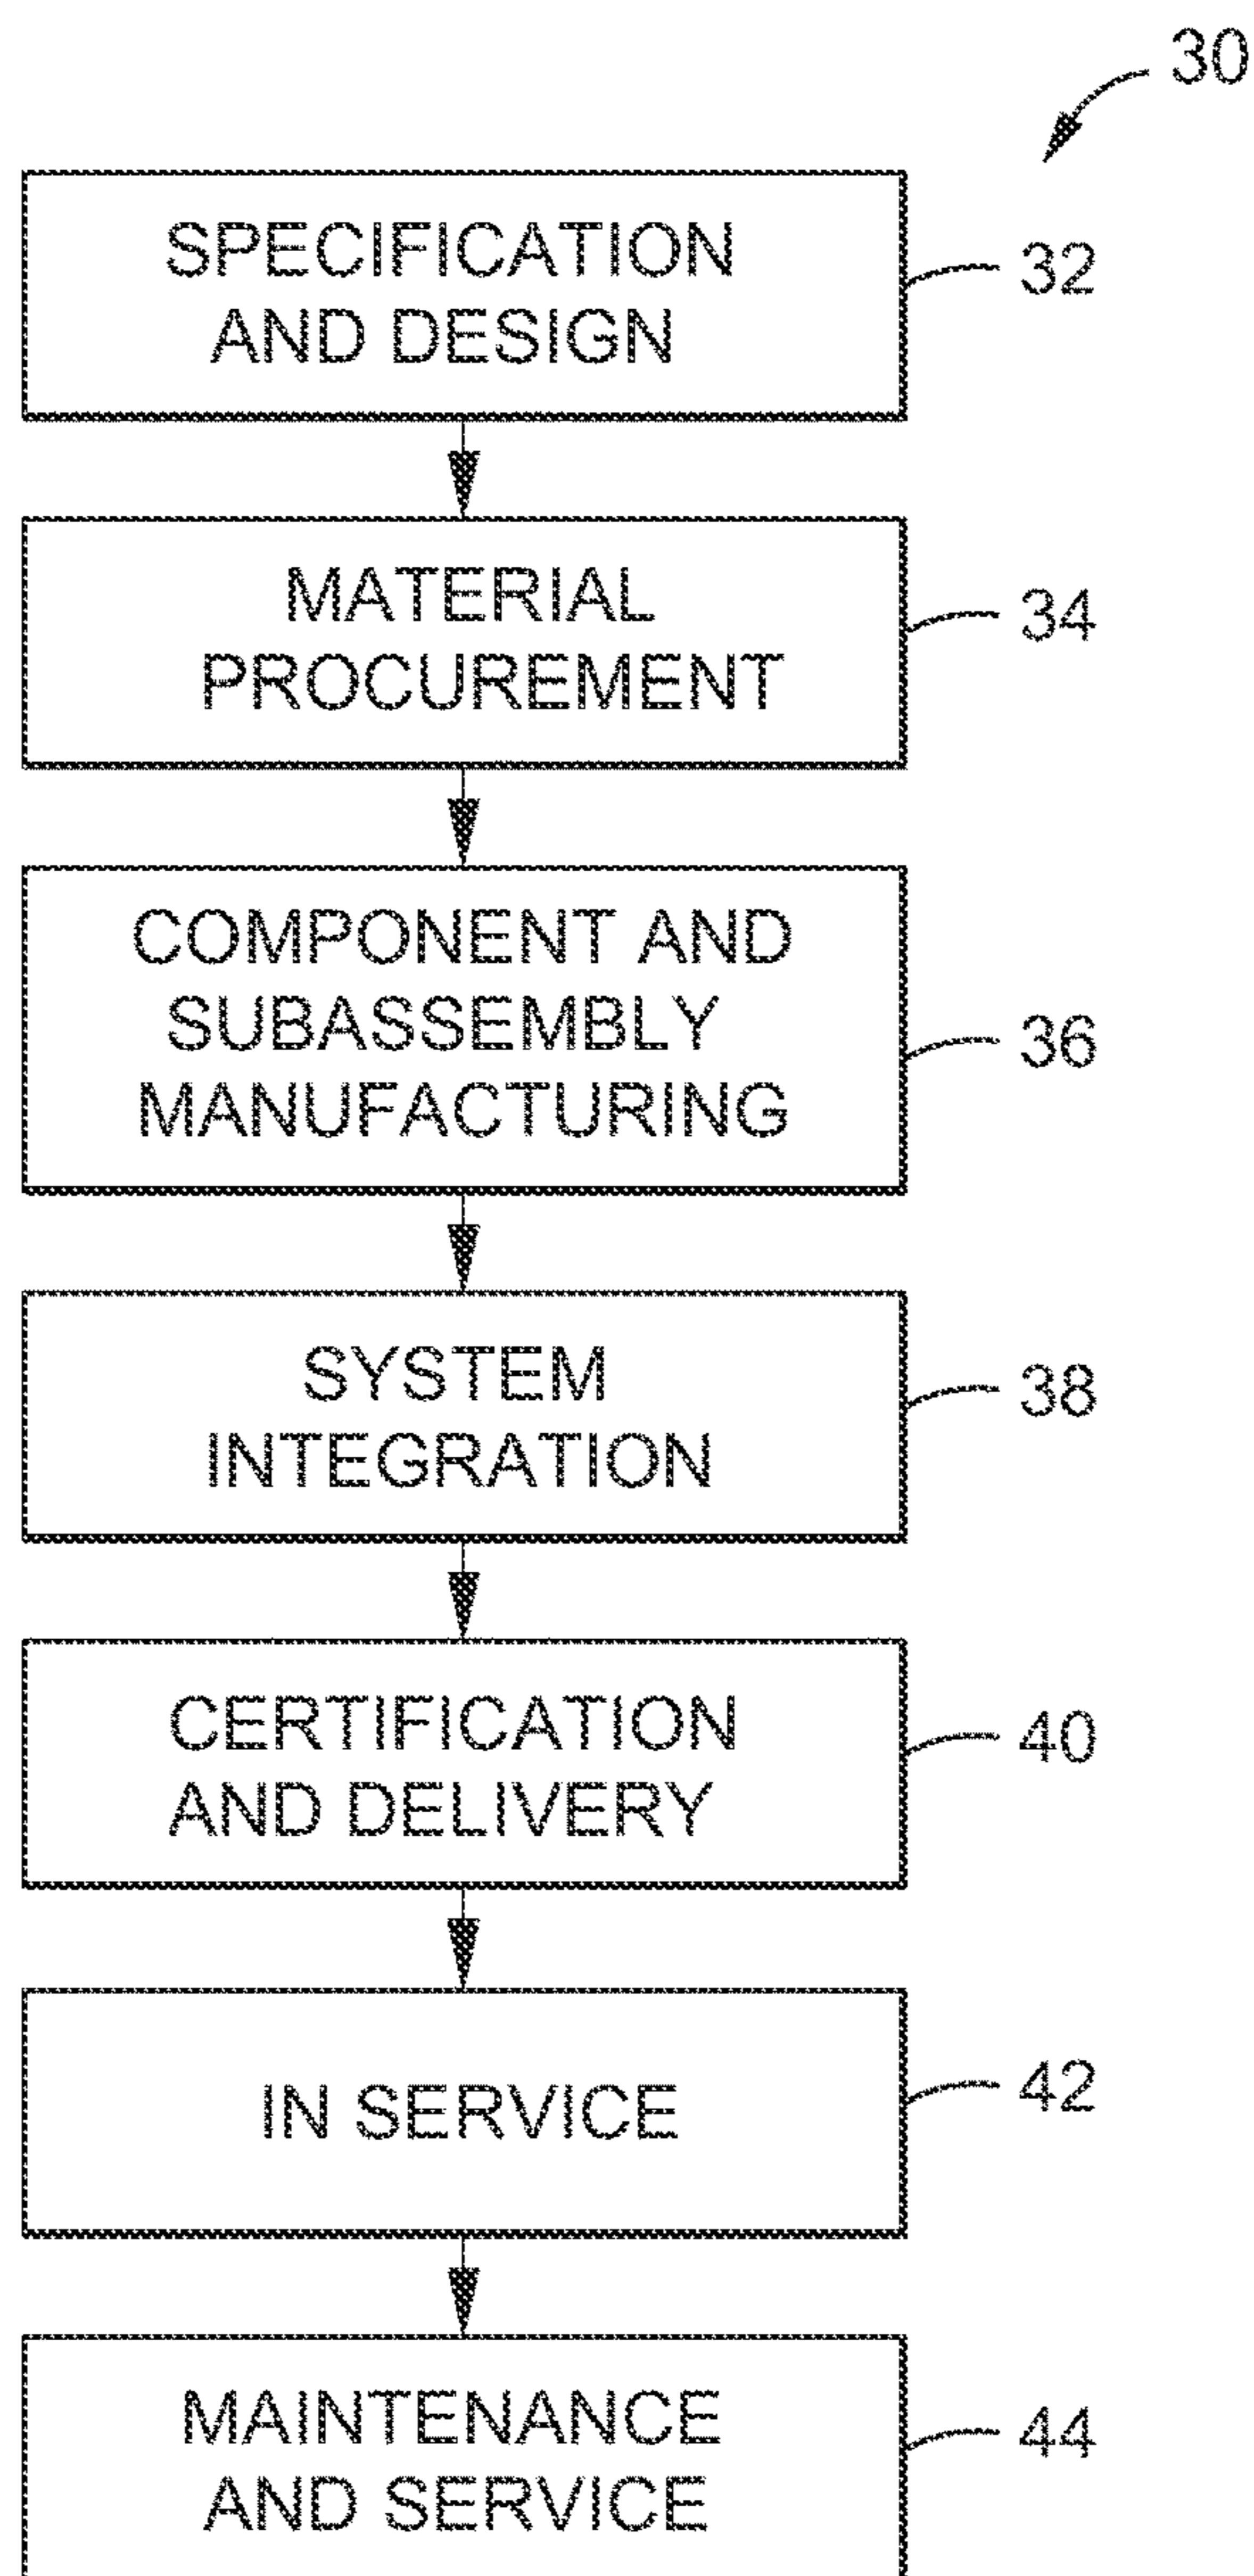 30
SPECIFICATION
AND DESIGN
32
MATERIAL
PROCUREMENT
34
COMPONENT AND
SUBASSEMBLY
MANUFACTURING
36
SYSTEM
INTEGRATION
38
CERTIFICATION
AND DELIVERY
40
IN SERVICE
42
MAINTENANCE
AND SERVICE
44